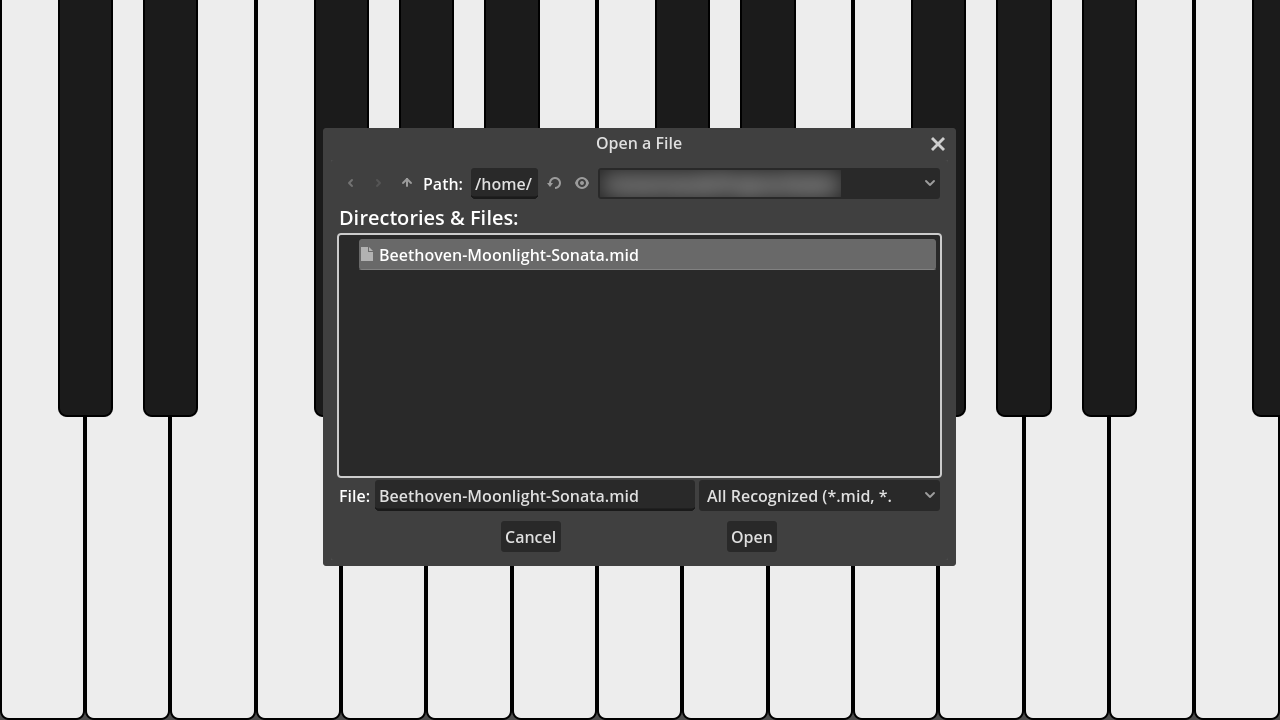 Open a File
Path: /home/
Directories & Files:
Beethoven-Moonlight-Sonata.mid
File: Beethoven-Moonlight-Sonata.mid All Recognized (*.mid, *.
Cancel Open